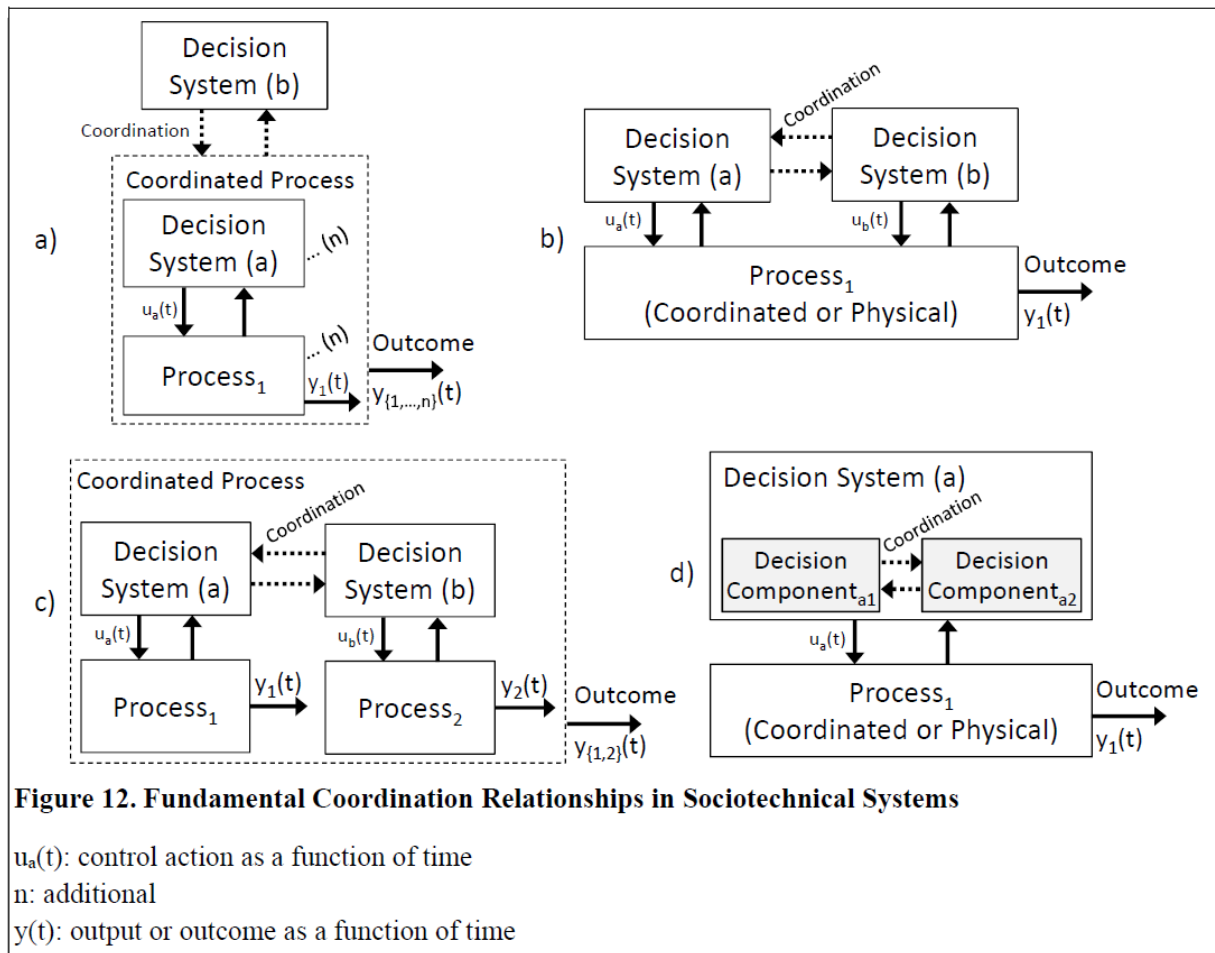 Decision
System (b)
Coordination
Coordinated Process
a)
Decision
System (a)
... (n)
uₐ(t)
... (n)
Process₁
y₁(t)
Outcome
y{1,...,n}(t)
b)
Coordination
Decision
System (a)
Decision
System (b)
uₐ(t)
u_b(t)
Process₁
(Coordinated or Physical)
Outcome
y₁(t)
c)
Coordinated Process
Coordination
Decision
System (a)
Decision
System (b)
uₐ(t)
u_b(t)
Process₁
y₁(t)
Process₂
y₂(t)
Outcome
y{1,2}(t)
d)
Decision System (a)
Coordination
Decision
Componentₐ₁
Decision
Componentₐ₂
uₐ(t)
Process₁
(Coordinated or Physical)
Outcome
y₁(t)
Figure 12. Fundamental Coordination Relationships in Sociotechnical Systems
uₐ(t): control action as a function of time
n: additional
y(t): output or outcome as a function of time